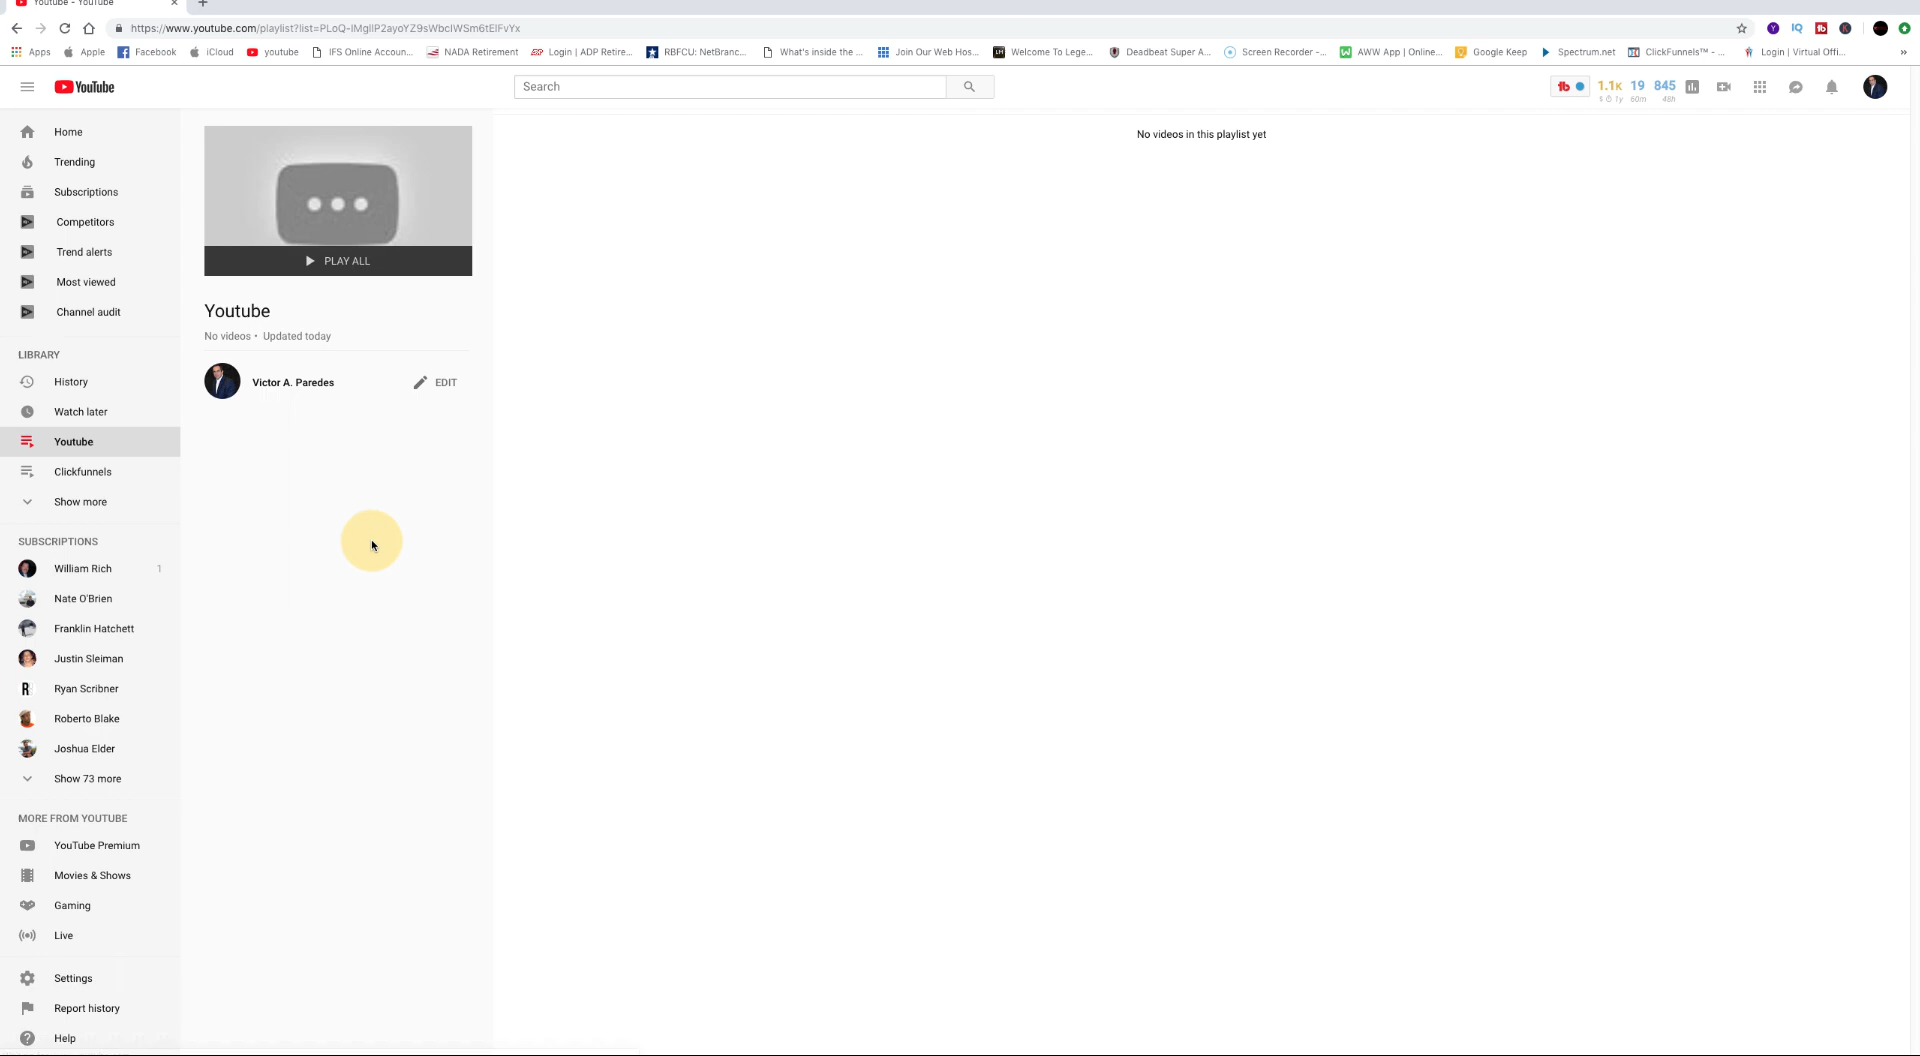 Youtube - YouTube
https://www.youtube.com/playlist?list=PLoQ-IMgllP2ayoYZ9sWbcIWSm6tEIFvYx
Apps Apple Facebook iCloud youtube IFS Online Accoun... NADA Retirement Login | ADP Retire... RBFCU: NetBranc... What's inside the ... Join Our Web Hos... Welcome To Lege... Deadbeat Super A... Screen Recorder -... AWW App | Online... Google Keep Spectrum.net ClickFunnels™ - ... Login | Virtual Offi... »
YouTube
Search
tb 1.1K 19 845
1y 60m 48h
Home
Trending
Subscriptions
Competitors
Trend alerts
Most viewed
Channel audit
LIBRARY
History
Watch later
Youtube
Clickfunnels
Show more
SUBSCRIPTIONS
William Rich 1
Nate O'Brien
Franklin Hatchett
Justin Sleiman
Ryan Scribner
Roberto Blake
Joshua Elder
Show 73 more
MORE FROM YOUTUBE
YouTube Premium
Movies & Shows
Gaming
Live
Settings
Report history
Help
PLAY ALL
Youtube
No videos • Updated today
Victor A. Paredes EDIT
No videos in this playlist yet